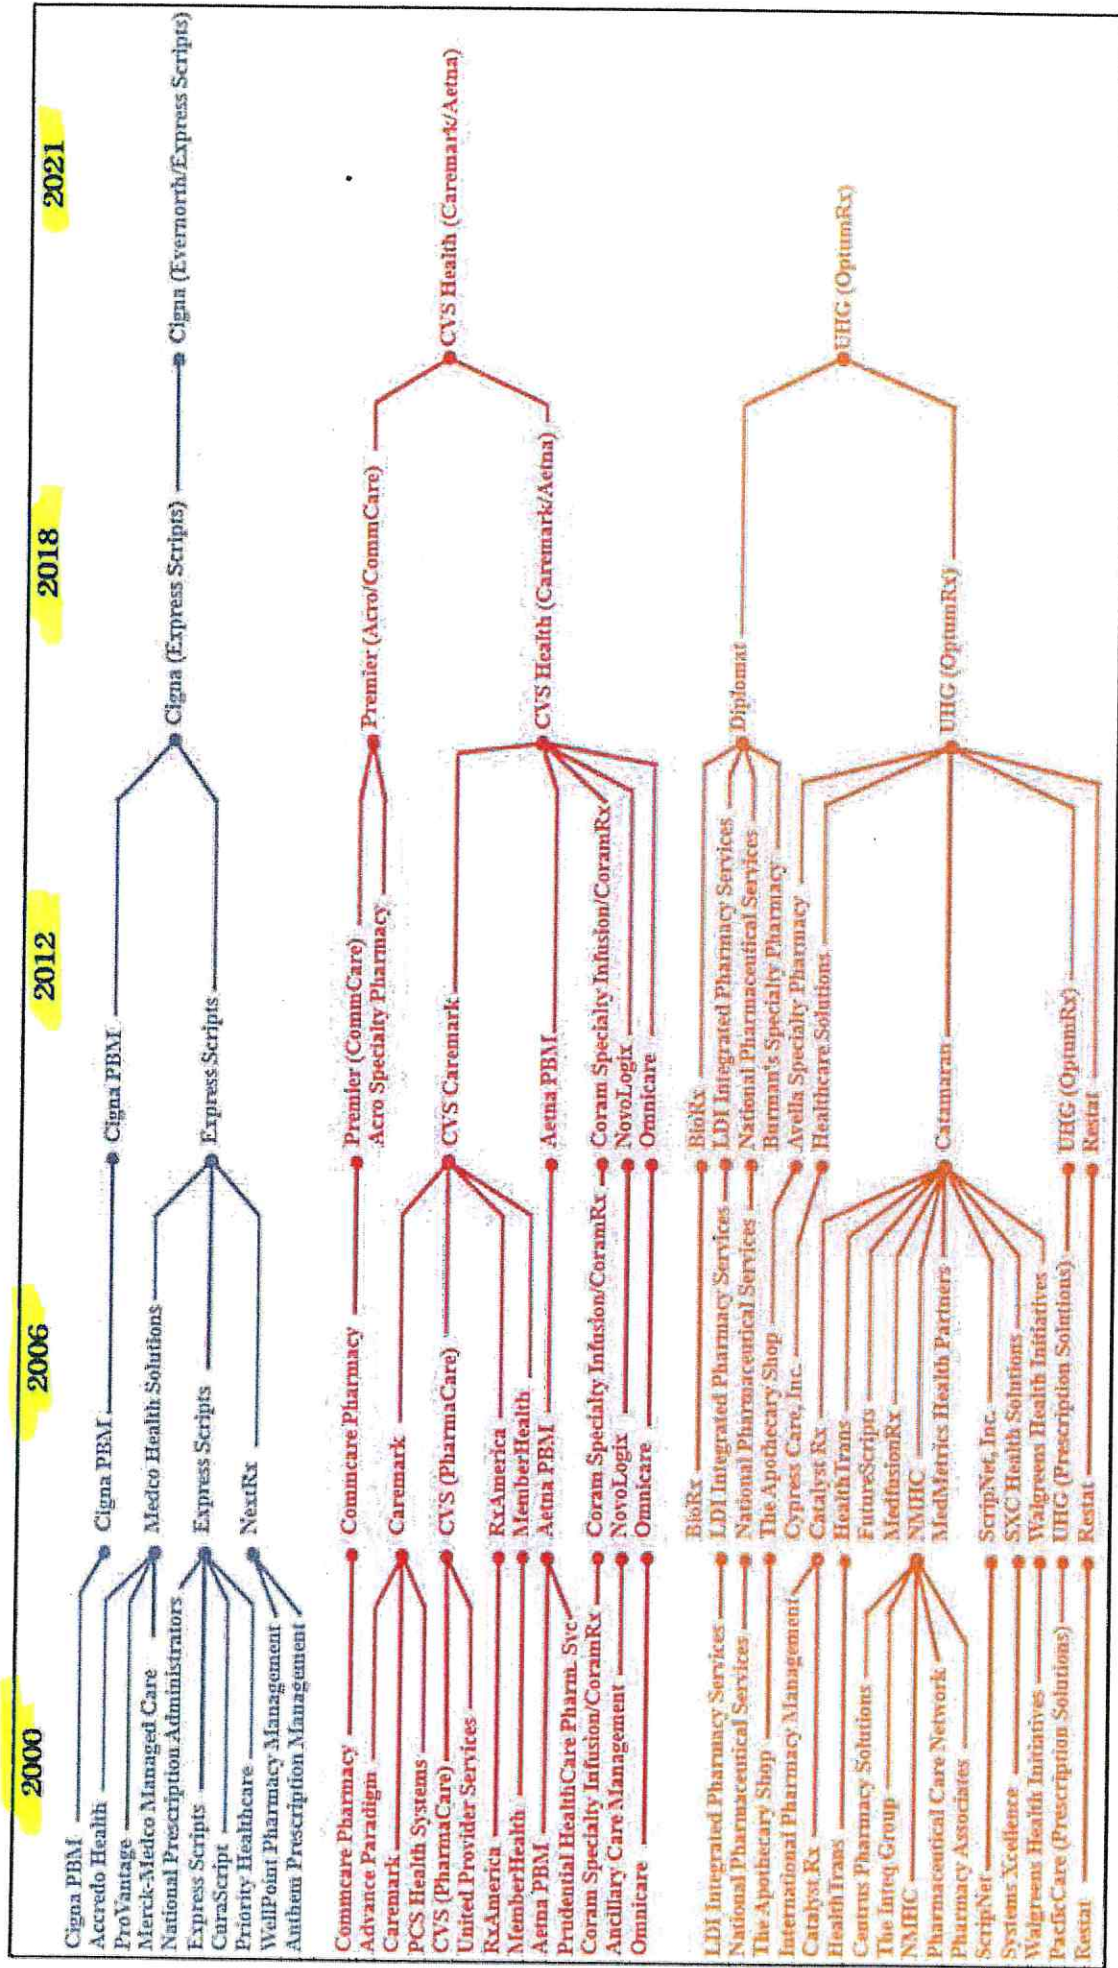 2000
2006
2012
2018
2021
Cigna PBM
Accredo Health
ProVantage
Merck-Medco Managed Care
National Prescription Administrators
Express Scripts
CuraScript
Priority Healthcare
WellPoint Pharmacy Management
Anthem Prescription Management
Cigna PBM
Medco Health Solutions
Express Scripts
NextRx
Cigna PBM
Express Scripts
Cigna (Express Scripts)
Cigna (Evernorth/Express Scripts)
Commcare Pharmacy
Advance Paradigm
Caremark
PCS Health Systems
CVS (PharmaCare)
United Provider Services
RxAmerica
MemberHealth
Aetna PBM
Prudential HealthCare Pharm. Svc
Coram Specialty Infusion/CoramRx
Ancillary Care Management
Omnicare
Commcare Pharmacy
Caremark
CVS (PharmaCare)
RxAmerica
MemberHealth
Aetna PBM
Coram Specialty Infusion/CoramRx
NovoLogix
Omnicare
Premier (CommCare)
Acro Specialty Pharmacy
CVS Caremark
Aetna PBM
Coram Specialty Infusion/CoramRx
NovoLogix
Omnicare
Premier (Acro/CommCare)
CVS Health (Caremark/Aetna)
CVS Health (Caremark/Aetna)
LDI Integrated Pharmacy Services
National Pharmaceutical Services
The Apothecary Shop
International Pharmacy Management
Catalyst Rx
Health Trans
Centrus Pharmacy Solutions
The Inteq Group
NMHC
Pharmaceutical Care Network
Pharmacy Associates
ScripNet
Systems Xcellence
Walgreens Health Initiatives
PacificCare (Prescription Solutions)
Restat
BioRx
LDI Integrated Pharmacy Services
National Pharmaceutical Services
The Apothecary Shop
Cypress Care, Inc.
Catalyst Rx
HealthTrans
FutureScripts
MedfusionRx
NMHC
MedMetrics Health Partners
ScripNet, Inc.
SXC Health Solutions
Walgreens Health Initiatives
UHG (Prescription Solutions)
Restat
BioRx
LDI Integrated Pharmacy Services
National Pharmaceutical Services
Burman's Specialty Pharmacy
Avella Specialty Pharmacy
Healthcare Solutions
Catamaran
UHG (OptumRx)
Restat
Diplomat
UHG (OptumRx)
UHG (OptumRx)